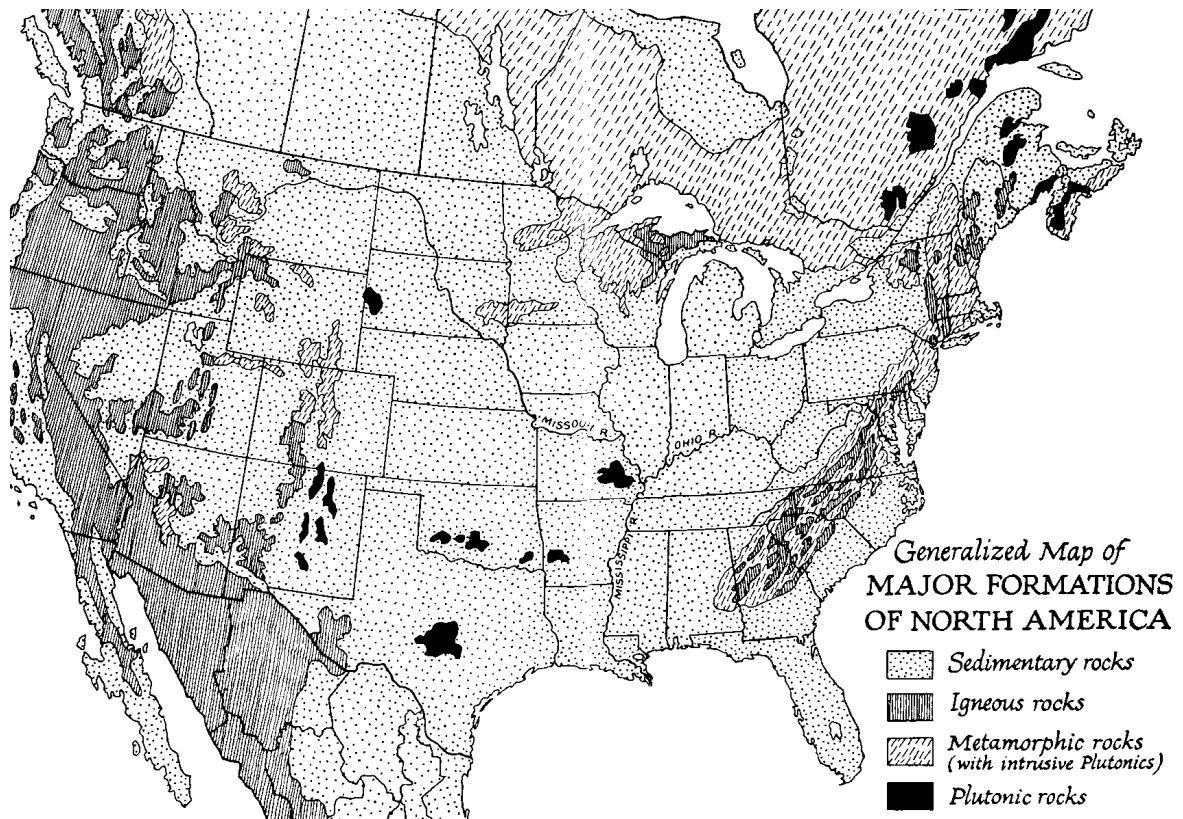 MISSOURI R.
OHIO R.
MISSISSIPPI R.
Generalized Map of
MAJOR FORMATIONS
OF NORTH AMERICA
Sedimentary rocks
Igneous rocks
Metamorphic rocks
(with intrusive Plutonics)
Plutonic rocks